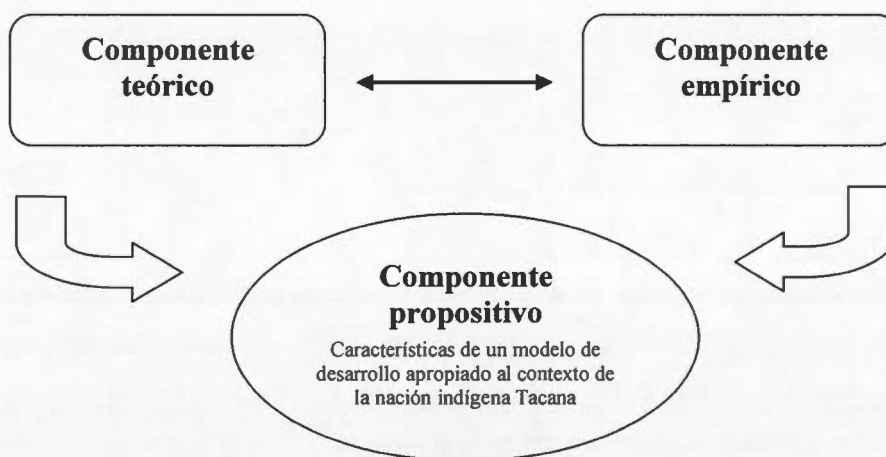 Componente
teórico
Componente
empírico
Componente
propositivo
Características de un modelo de
desarrollo apropiado al contexto de
la nación indígena Tacana